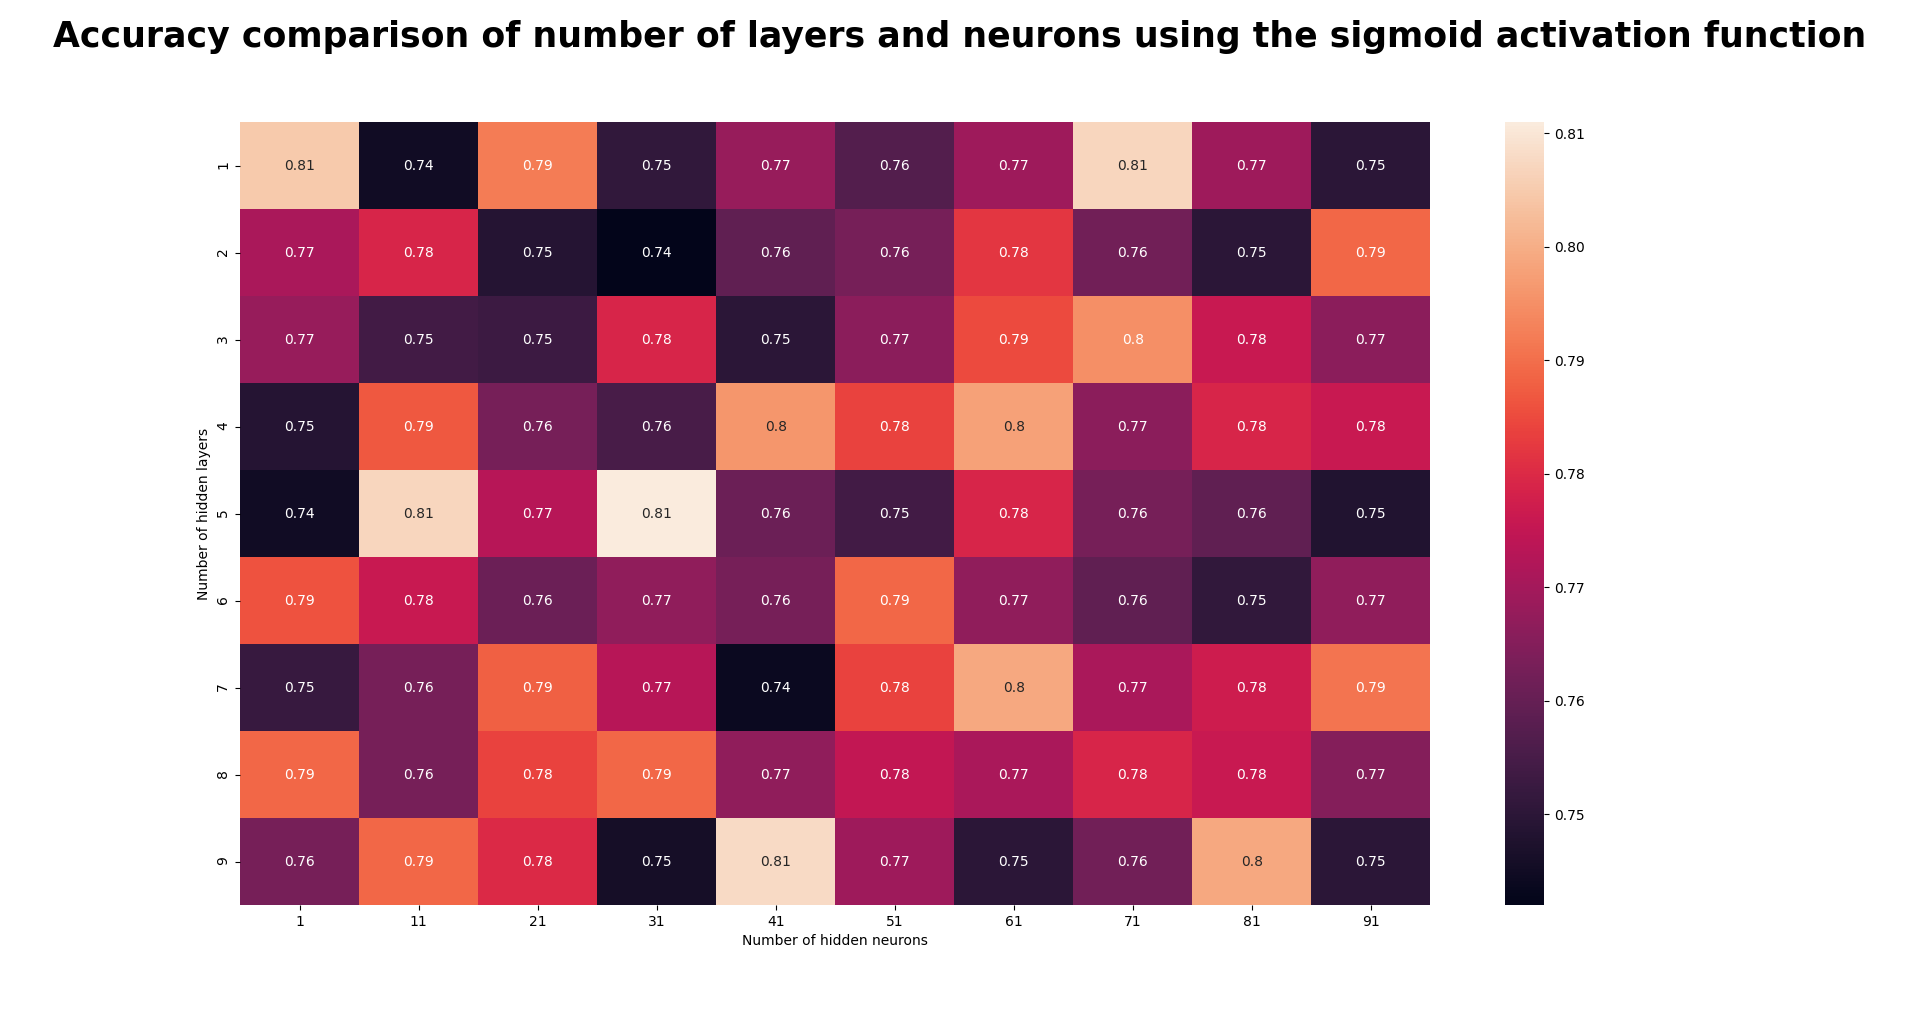 Accuracy comparison of number of layers and neurons using the sigmoid activation function
Number of hidden layers
1 0.81 0.74 0.79 0.75 0.77 0.76 0.77 0.81 0.77 0.75
2 0.77 0.78 0.75 0.74 0.76 0.76 0.78 0.76 0.75 0.79
3 0.77 0.75 0.75 0.78 0.75 0.77 0.79 0.8 0.78 0.77
4 0.75 0.79 0.76 0.76 0.8 0.78 0.8 0.77 0.78 0.78
5 0.74 0.81 0.77 0.81 0.76 0.75 0.78 0.76 0.76 0.75
6 0.79 0.78 0.76 0.77 0.76 0.79 0.77 0.76 0.75 0.77
7 0.75 0.76 0.79 0.77 0.74 0.78 0.8 0.77 0.78 0.79
8 0.79 0.76 0.78 0.79 0.77 0.78 0.77 0.78 0.78 0.77
9 0.76 0.79 0.78 0.75 0.81 0.77 0.75 0.76 0.8 0.75
1 11 21 31 41 51 61 71 81 91
Number of hidden neurons
0.81
0.80
0.79
0.78
0.77
0.76
0.75